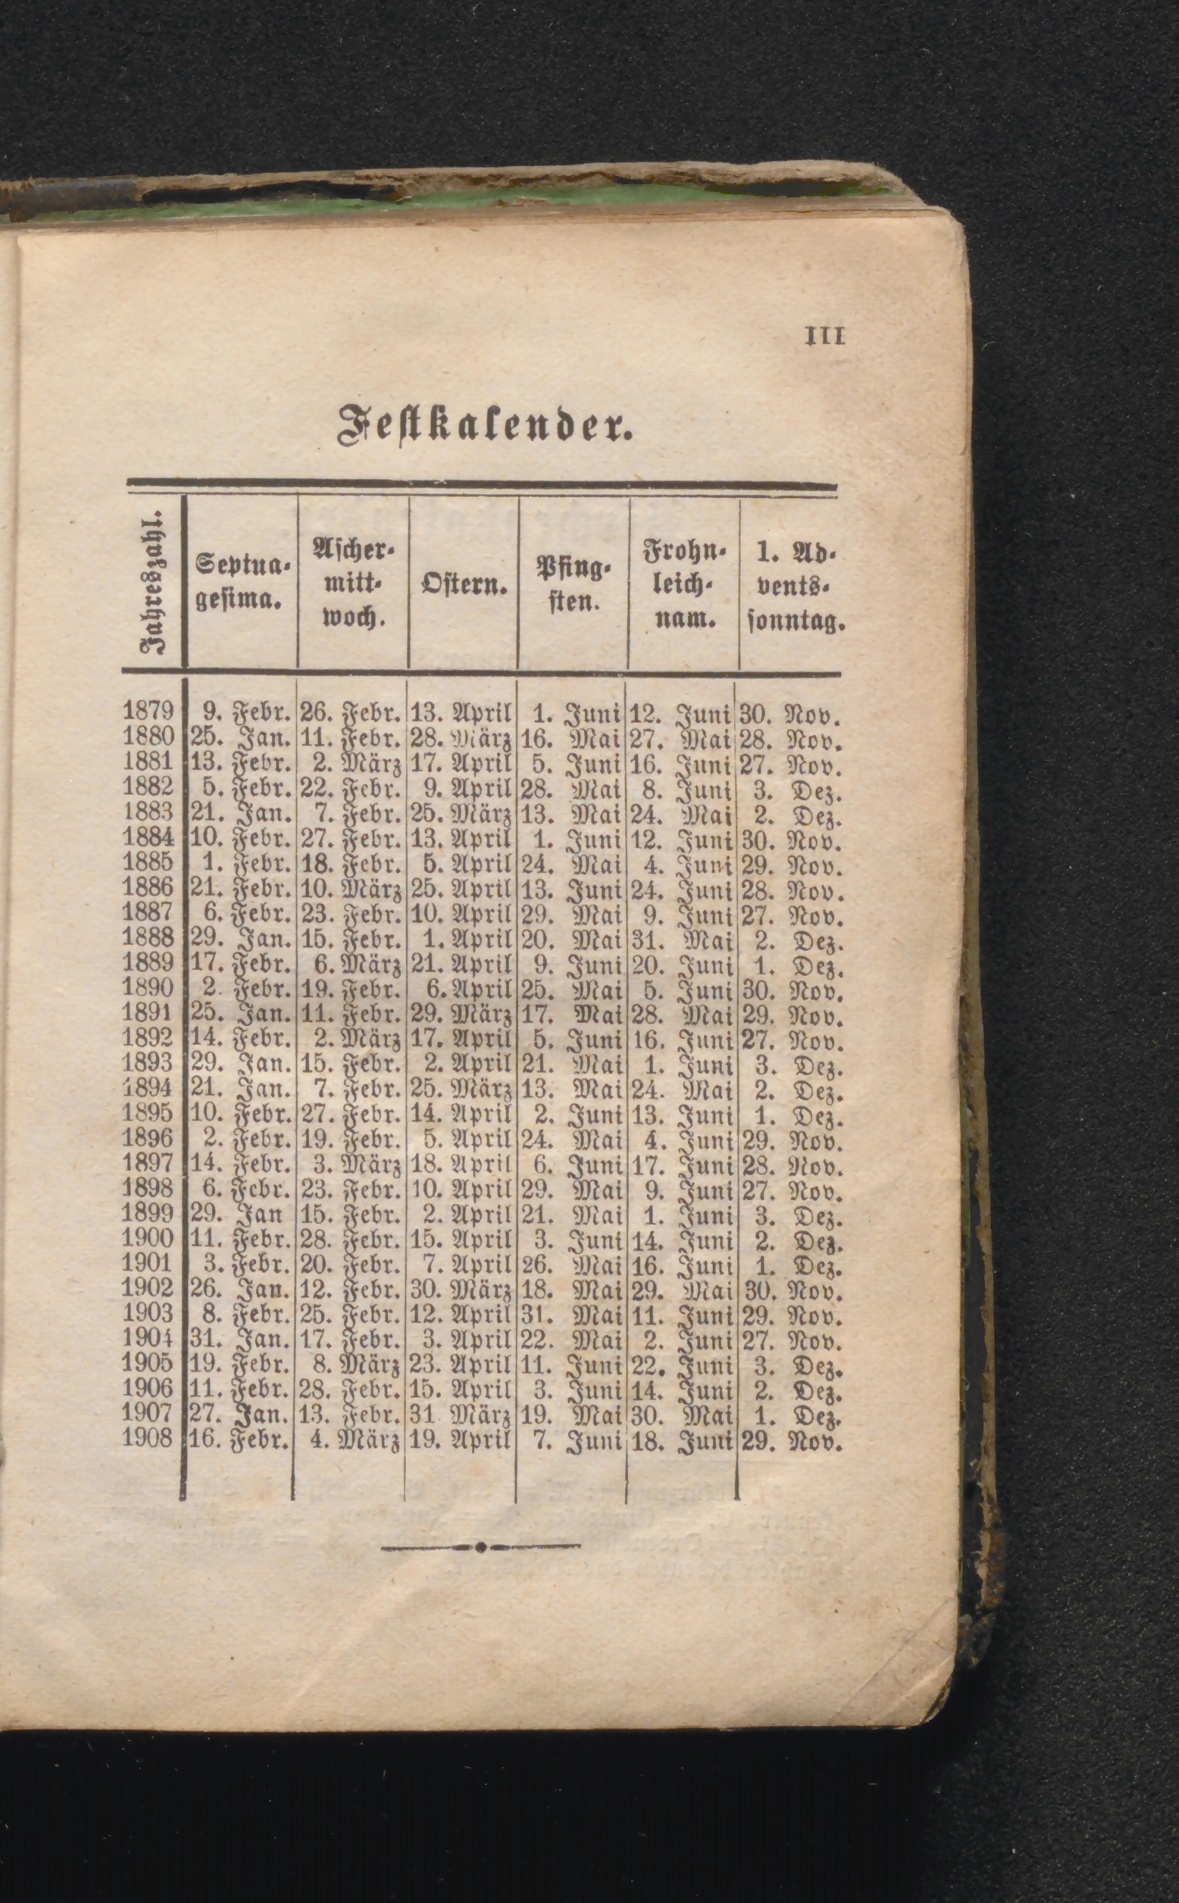 III
Festkalender.
Jahreszahl. | Septua-gesima. | Ascher-mitt-woch. | Ostern. | Pfing-sten. | Frohn-leich-nam. | 1. Ad-vents-sonntag.
1879 9. Febr. 26. Febr. 13. April 1. Juni 12. Juni 30. Nov.
1880 25. Jan. 11. Febr. 28. März 16. Mai 27. Mai 28. Nov.
1881 13. Febr. 2. März 17. April 5. Juni 16. Juni 27. Nov.
1882 5. Febr. 22. Febr. 9. April 28. Mai 8. Juni 3. Dez.
1883 21. Jan. 7. Febr. 25. März 13. Mai 24. Mai 2. Dez.
1884 10. Febr. 27. Febr. 13. April 1. Juni 12. Juni 30. Nov.
1885 1. Febr. 18. Febr. 5. April 24. Mai 4. Juni 29. Nov.
1886 21. Febr. 10. März 25. April 13. Juni 24. Juni 28. Nov.
1887 6. Febr. 23. Febr. 10. April 29. Mai 9. Juni 27. Nov.
1888 29. Jan. 15. Febr. 1. April 20. Mai 31. Mai 2. Dez.
1889 17. Febr. 6. März 21. April 9. Juni 20. Juni 1. Dez.
1890 2. Febr. 19. Febr. 6. April 25. Mai 5. Juni 30. Nov.
1891 25. Jan. 11. Febr. 29. März 17. Mai 28. Mai 29. Nov.
1892 14. Febr. 2. März 17. April 5. Juni 16. Juni 27. Nov.
1893 29. Jan. 15. Febr. 2. April 21. Mai 1. Juni 3. Dez.
1894 21. Jan. 7. Febr. 25. März 13. Mai 24. Mai 2. Dez.
1895 10. Febr. 27. Febr. 14. April 2. Juni 13. Juni 1. Dez.
1896 2. Febr. 19. Febr. 5. April 24. Mai 4. Juni 29. Nov.
1897 14. Febr. 3. März 18. April 6. Juni 17. Juni 28. Nov.
1898 6. Febr. 23. Febr. 10. April 29. Mai 9. Juni 27. Nov.
1899 29. Jan 15. Febr. 2. April 21. Mai 1. Juni 3. Dez.
1900 11. Febr. 28. Febr. 15. April 3. Juni 14. Juni 2. Dez.
1901 3. Febr. 20. Febr. 7. April 26. Mai 16. Juni 1. Dez.
1902 26. Jan. 12. Febr. 30. März 18. Mai 29. Mai 30. Nov.
1903 8. Febr. 25. Febr. 12. April 31. Mai 11. Juni 29. Nov.
1904 31. Jan. 17. Febr. 3. April 22. Mai 2. Juni 27. Nov.
1905 19. Febr. 8. März 23. April 11. Juni 22. Juni 3. Dez.
1906 11. Febr. 28. Febr. 15. April 3. Juni 14. Juni 2. Dez.
1907 27. Jan. 13. Febr. 31 März 19. Mai 30. Mai 1. Dez.
1908 16. Febr. 4. März 19. April 7. Juni 18. Juni 29. Nov.